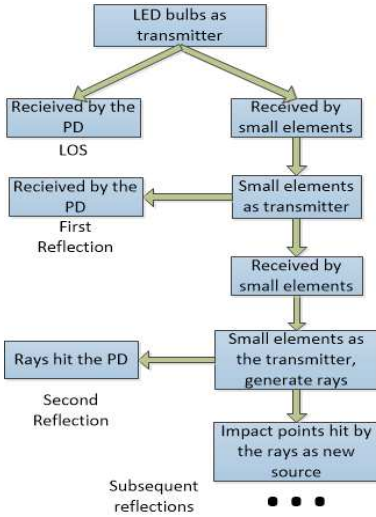 LED bulbs as
transmitter
Recieived by the
PD
LOS
Received by
small elements
Recieived by the
PD
First
Reflection
Small elements
as transmitter
Received by
small elements
Rays hit the PD
Second
Reflection
Small elements as
the transmitter,
generate rays
Impact points hit by
the rays as new
source
Subsequent
reflections